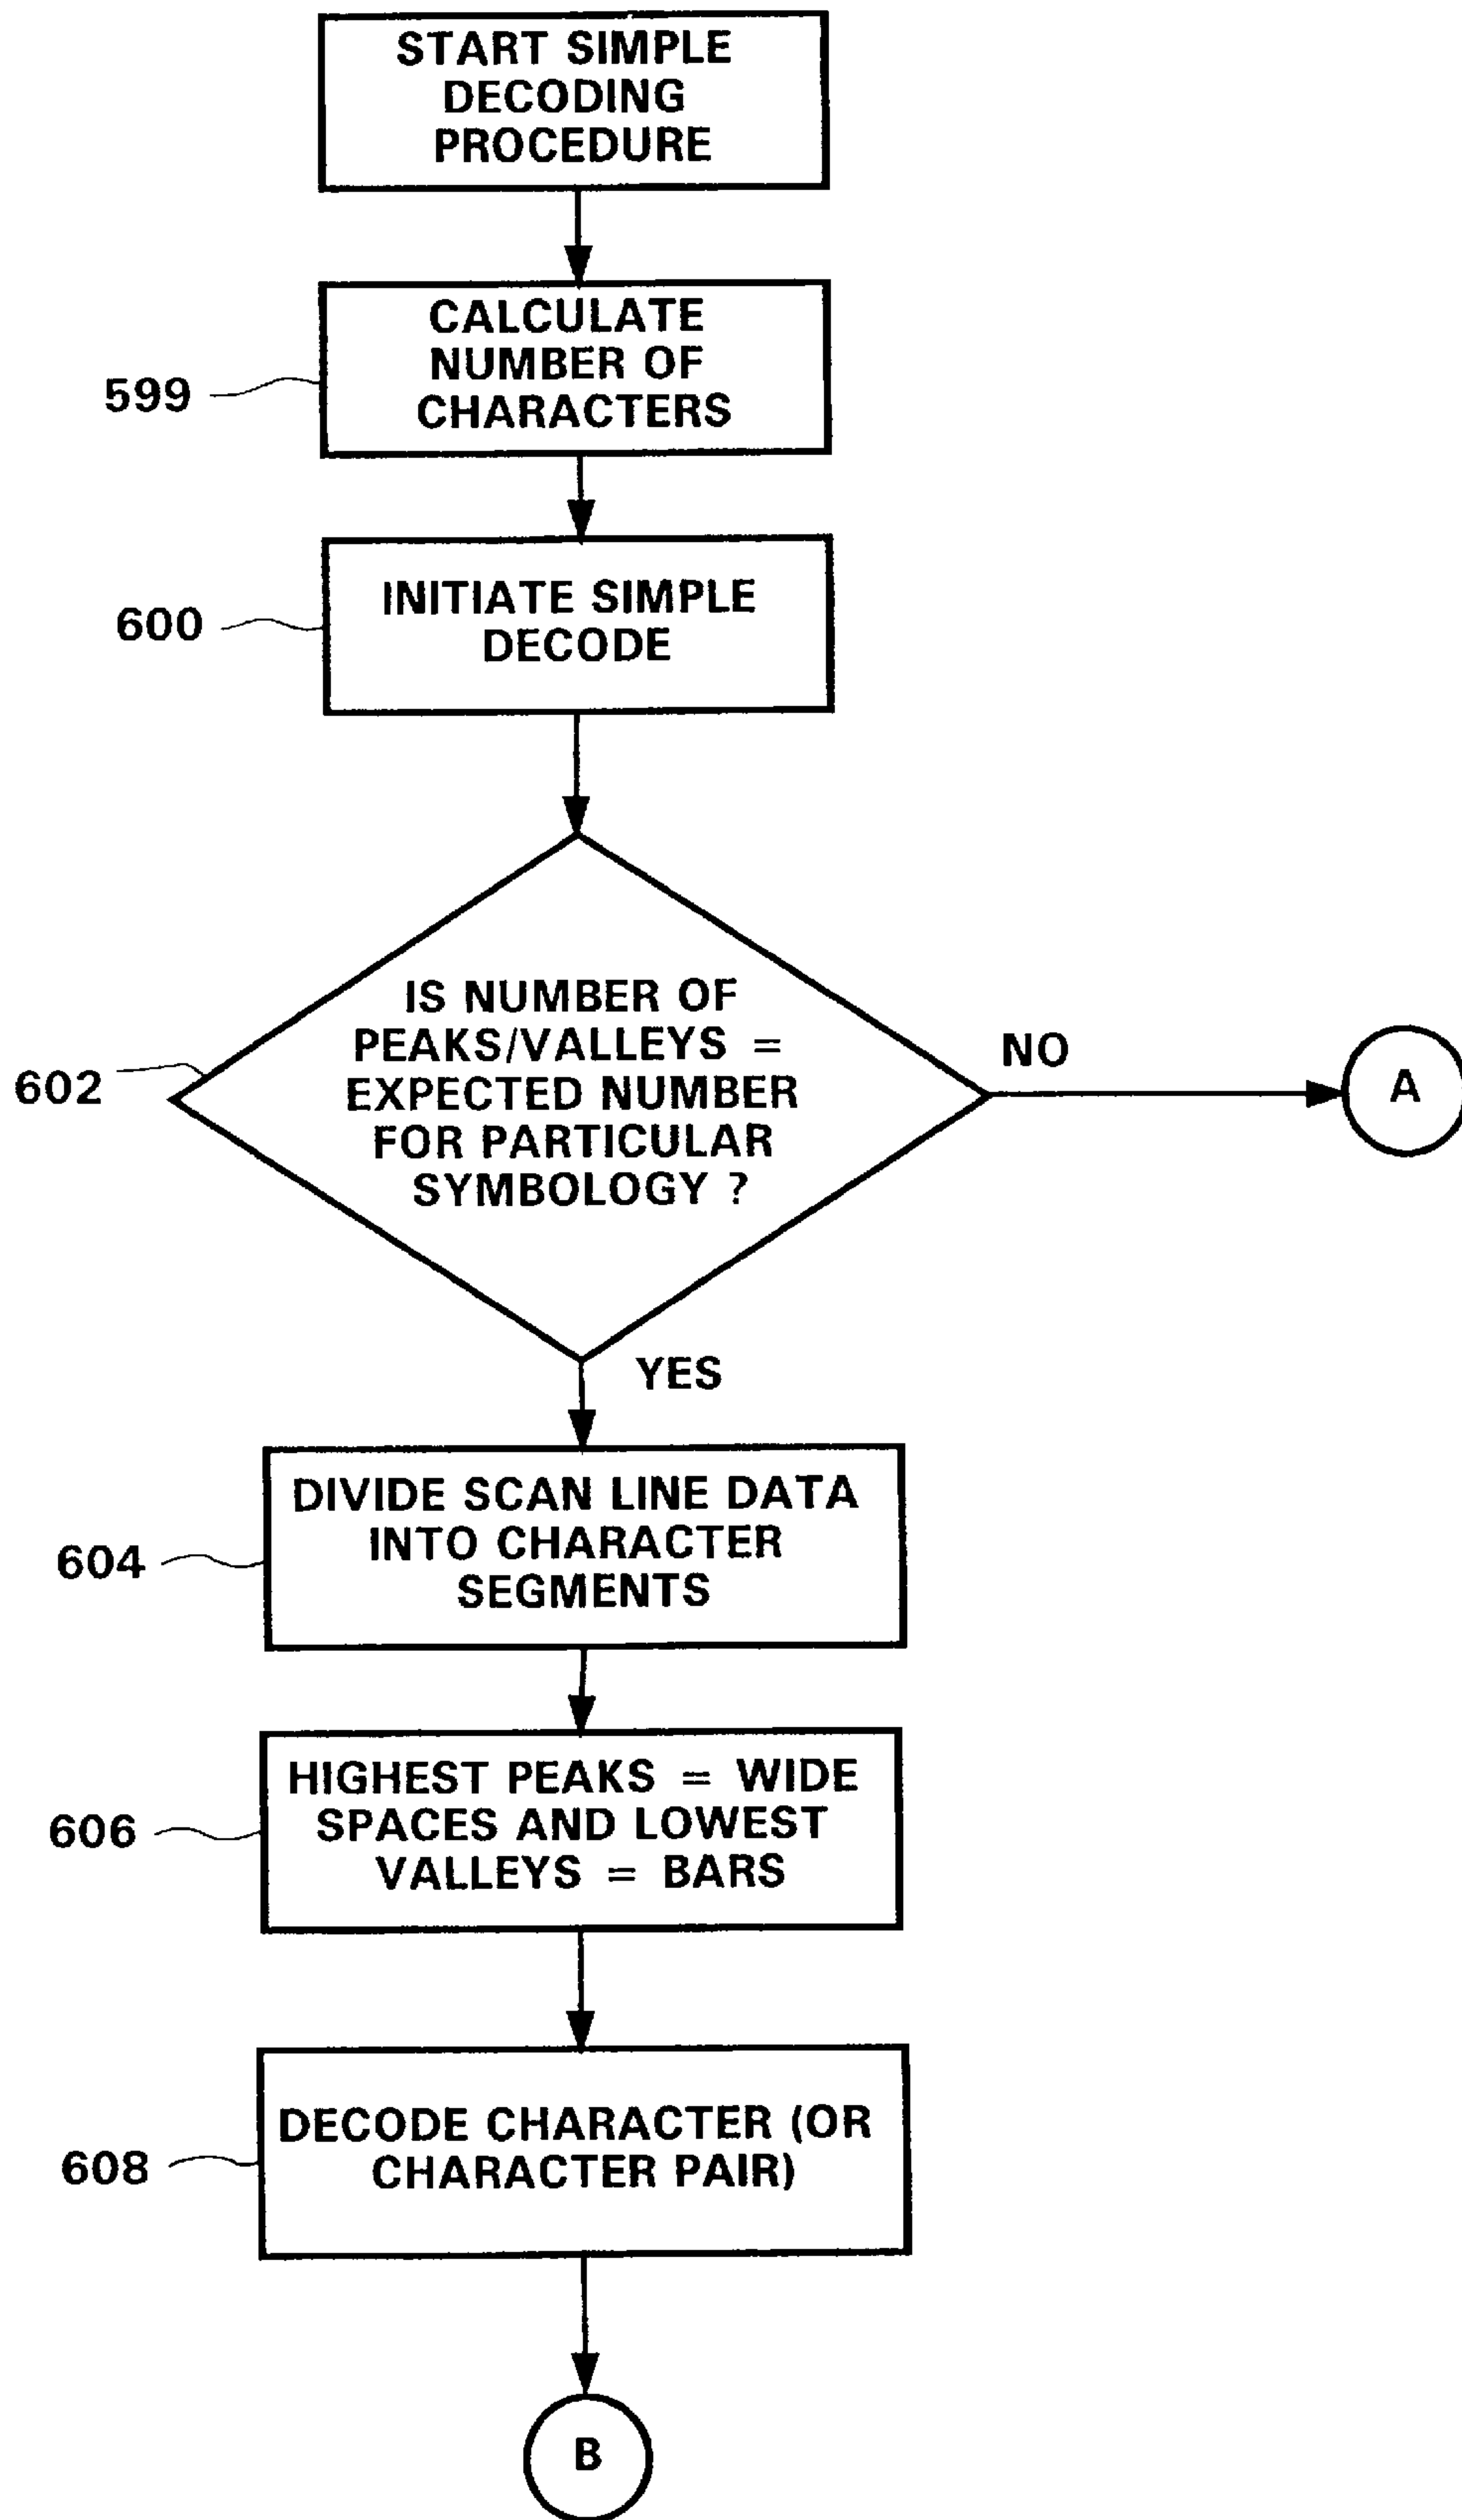 START SIMPLE
DECODING
PROCEDURE
599
CALCULATE
NUMBER OF
CHARACTERS
600
INITIATE SIMPLE
DECODE
602
IS NUMBER OF
PEAKS/VALLEYS =
EXPECTED NUMBER
FOR PARTICULAR
SYMBOLOGY ?
NO
A
YES
604
DIVIDE SCAN LINE DATA
INTO CHARACTER
SEGMENTS
606
HIGHEST PEAKS = WIDE
SPACES AND LOWEST
VALLEYS = BARS
608
DECODE CHARACTER (OR
CHARACTER PAIR)
B